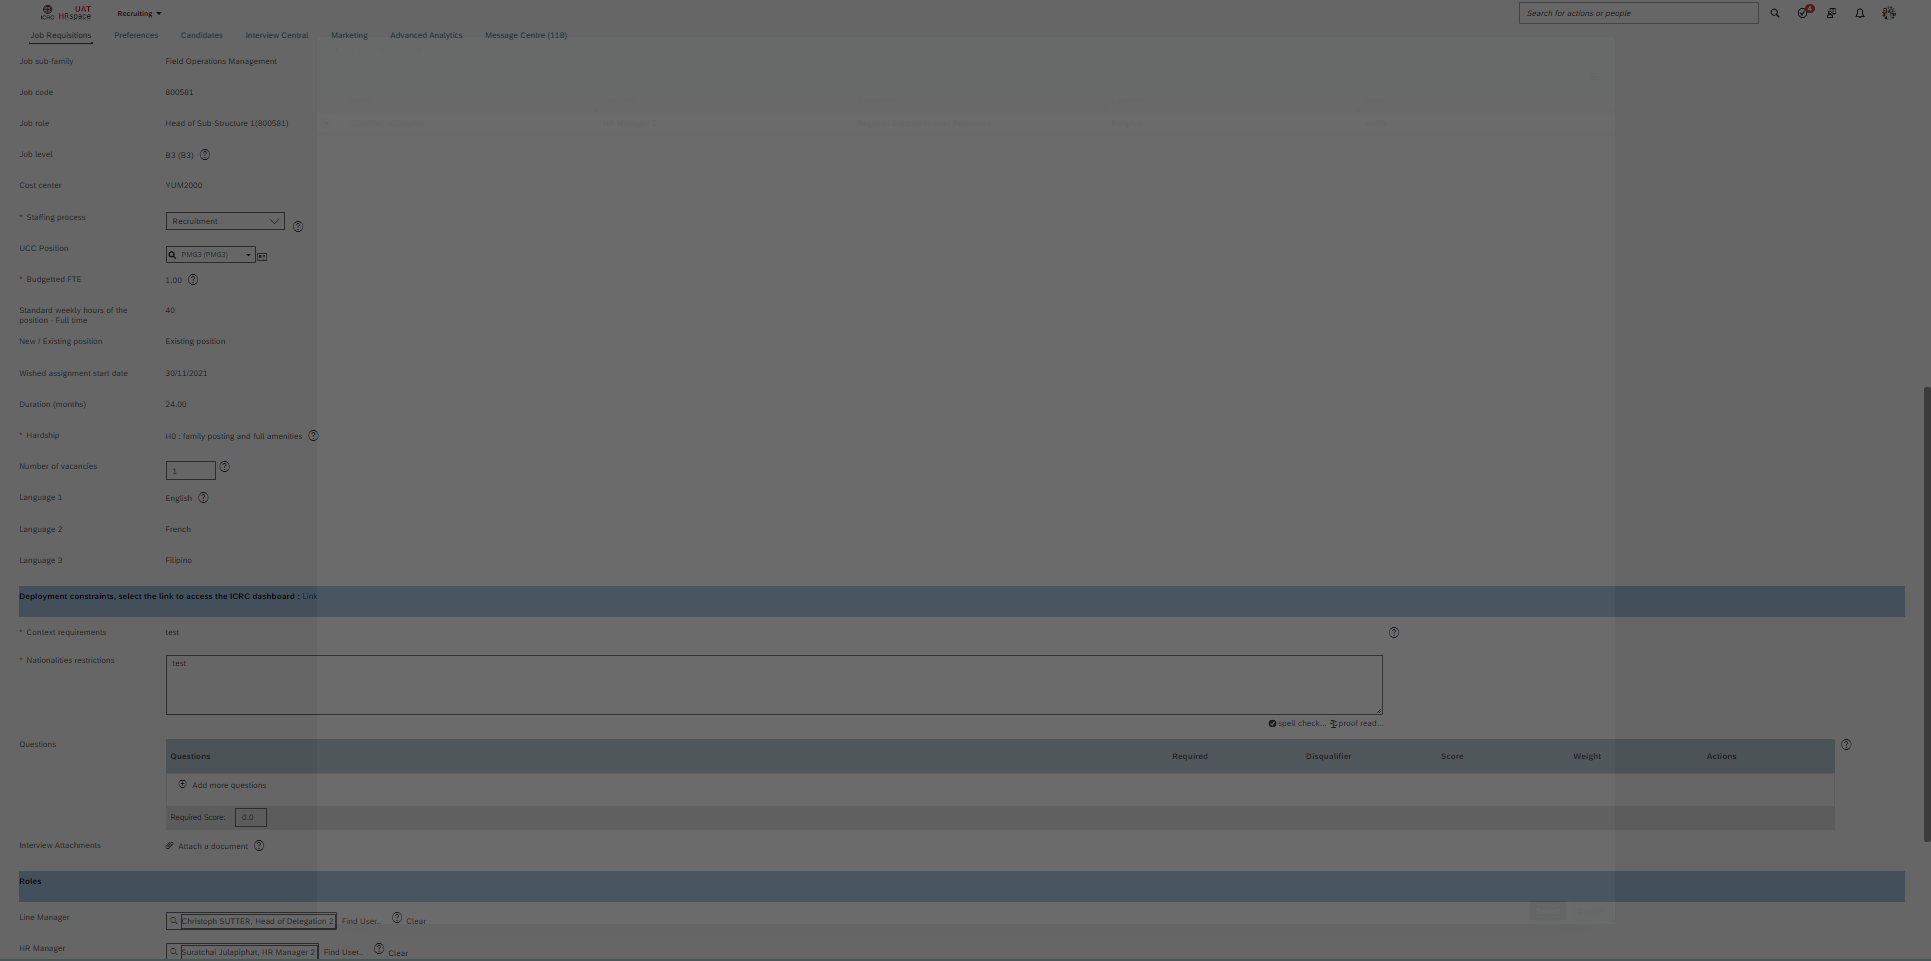 ICRC UAT HRspace Recruiting Search for actions or people 4
Job Requisitions Preferences Candidates Interview Central Marketing Advanced Analytics Message Centre (118)
Job sub-family Field Operations Management
Job code 800581
Job role Head of Sub-Structure 1(800581)
Job level B3 (B3)
Cost center YUM2000
* Staffing process Recruitment
UCC Position PMG3 (PMG3)
* Budgetted FTE 1.00
Standard weekly hours of the 40
position - Full time
New / Existing position Existing position
Wished assignment start date 30/11/2021
Duration (months) 24.00
* Hardship H0 : family posting and full amenities
Number of vacancies 1
Language 1 English
Language 2 French
Language 3 Filipino
Deployment constraints, select the link to access the ICRC dashboard : Link
* Context requirements test
* Nationalities restrictions test
spell check... proof read...
Questions Questions Required Disqualifier Score Weight Actions
Add more questions
Required Score: 0.0
Interview Attachments Attach a document
Roles
Line Manager Christoph SUTTER, Head of Delegation 2 Find User... Clear
HR Manager Suratchai Julapiphat, HR Manager 2 Find User... Clear